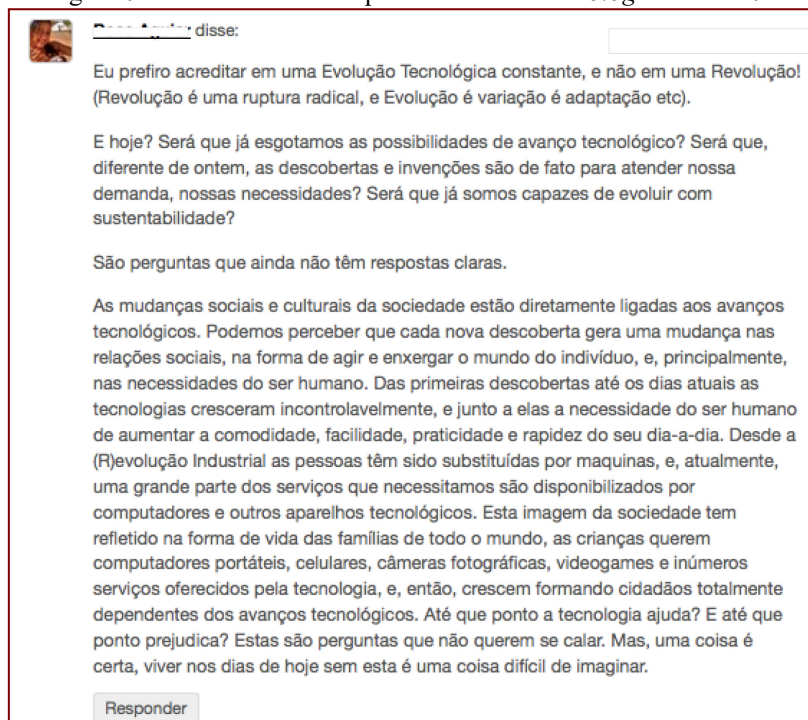 disse:
Eu prefiro acreditar em uma Evolução Tecnológica constante, e não em uma Revolução!
(Revolução é uma ruptura radical, e Evolução é variação é adaptação etc).
E hoje? Será que já esgotamos as possibilidades de avanço tecnológico? Será que,
diferente de ontem, as descobertas e invenções são de fato para atender nossa
demanda, nossas necessidades? Será que já somos capazes de evoluir com
sustentabilidade?
São perguntas que ainda não têm respostas claras.
As mudanças sociais e culturais da sociedade estão diretamente ligadas aos avanços
tecnológicos. Podemos perceber que cada nova descoberta gera uma mudança nas
relações sociais, na forma de agir e enxergar o mundo do indivíduo, e, principalmente,
nas necessidades do ser humano. Das primeiras descobertas até os dias atuais as
tecnologias cresceram incontrolavelmente, e junto a elas a necessidade do ser humano
de aumentar a comodidade, facilidade, praticidade e rapidez do seu dia-a-dia. Desde a
(R)evolução Industrial as pessoas têm sido substituídas por maquinas, e, atualmente,
uma grande parte dos serviços que necessitamos são disponibilizados por
computadores e outros aparelhos tecnológicos. Esta imagem da sociedade tem
refletido na forma de vida das famílias de todo o mundo, as crianças querem
computadores portáteis, celulares, câmeras fotográficas, videogames e inúmeros
serviços oferecidos pela tecnologia, e, então, crescem formando cidadãos totalmente
dependentes dos avanços tecnológicos. Até que ponto a tecnologia ajuda? E até que
ponto prejudica? Estas são perguntas que não querem se calar. Mas, uma coisa é
certa, viver nos dias de hoje sem esta é uma coisa difícil de imaginar.
Responder